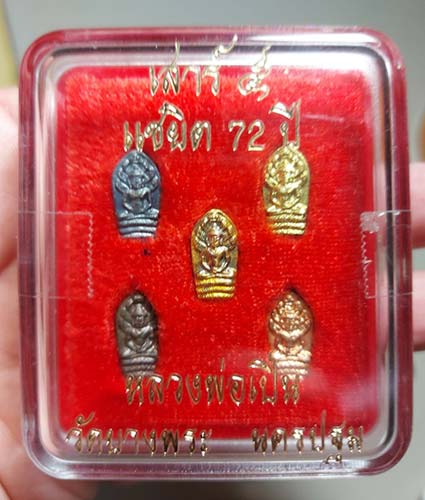 เสาร์ ๕
แซยิด 72 ปี
หลวงพ่อเปิ่น
วัดบางพระ นครปฐม